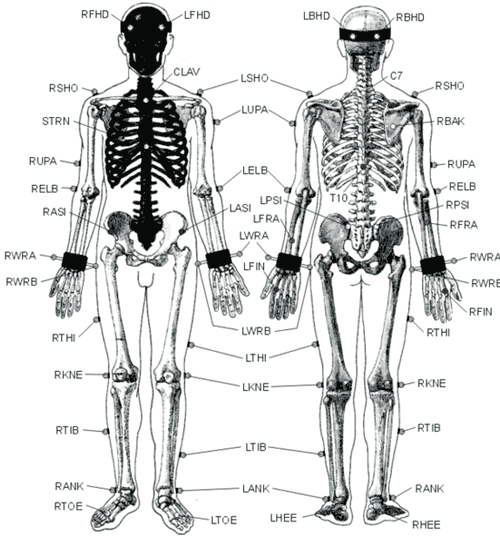 RFHD LFHD LBHD RBHD
CLAV C7
RSHO LSHO RSHO
STRN LUPA RBAK
RUPA RUPA
RELB LELB RELB
T10
RASI LASI LPSI RPSI
LFRA RFRA
RWRA LWRA RWRA
RWRB LFIN RWRB
RFIN
LWRB
RTHI LTHI RTHI
RKNE LKNE RKNE
RTIB LTIB RTIB
RANK LANK RANK
RTOE LTOE LHEE RHEE